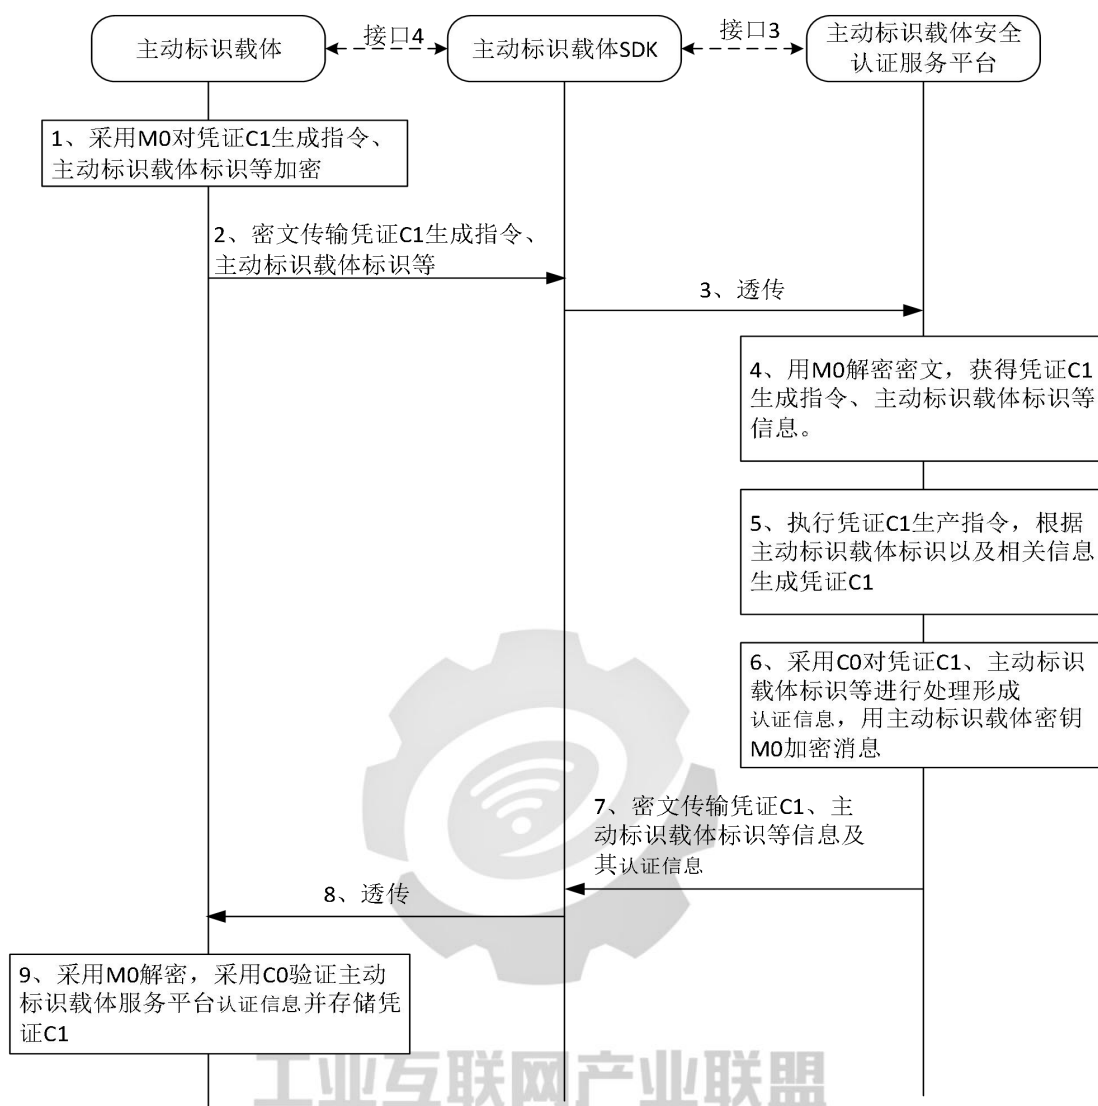 主动标识载体
接口4
主动标识载体SDK
接口3
主动标识载体安全
认证服务平台
1、采用M0对凭证C1生成指令、
主动标识载体标识等加密
2、密文传输凭证C1生成指令、
主动标识载体标识等
3、透传
4、用M0解密密文，获得凭证C1
生成指令、主动标识载体标识等
信息。
5、执行凭证C1生产指令，根据
主动标识载体标识以及相关信息
生成凭证C1
6、采用C0对凭证C1、主动标识
载体标识等进行处理形成
认证信息，用主动标识载体密钥
M0加密消息
7、密文传输凭证C1、主
动标识载体标识等信息及
其认证信息
8、透传
9、采用M0解密，采用C0验证主动
标识载体服务平台认证信息并存储凭
证C1
工业互联网产业联盟